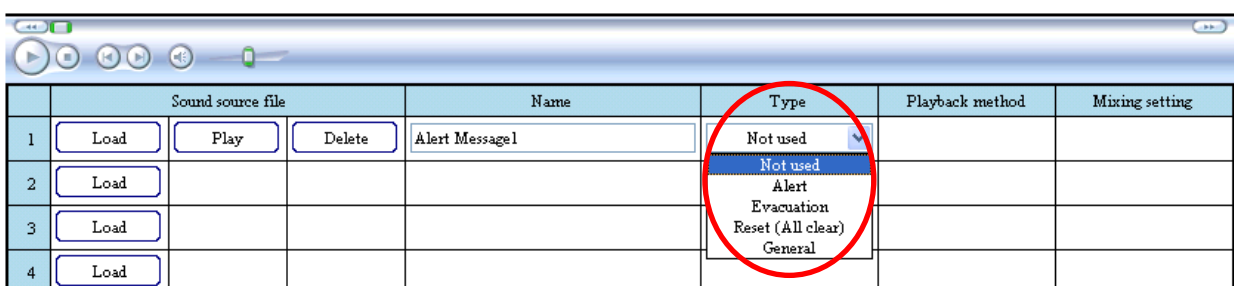 Sound source file Name Type Playback method Mixing setting
1 Load Play Delete Alert Message1 Not used
Not used
2 Load
Alert
Evacuation
3 Load
Reset (All clear)
General
4 Load